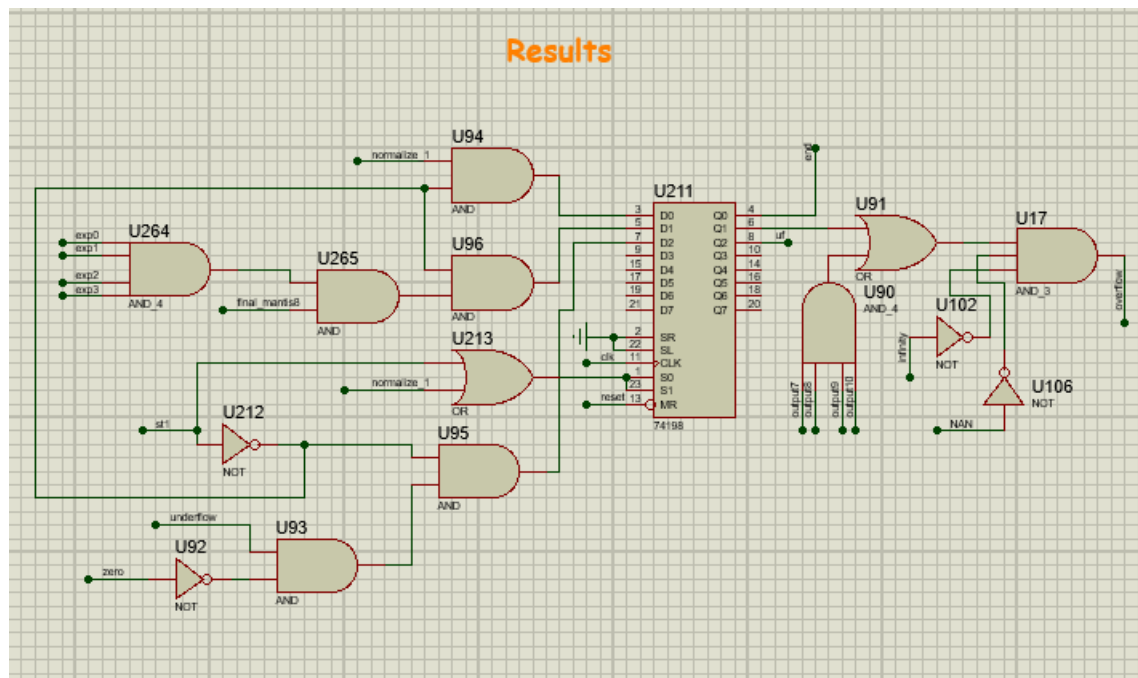 Results
U94
normalize_1
AND
U211
3 D0 Q0 4
5 D1 Q1 6
7 D2 Q2 8
9 D3 Q3 10
15 D4 Q4 14
17 D5 Q5 16
19 D6 Q6 18
21 D7 Q7 20
2 SR
22 SL
11 CLK
1 S0
23 S1
13 MR
74198
end
uf
U91
OR
U17
AND_3
overflow
U264
exp0
exp1
exp2
exp3
AND_4
U265
final_mantis8
AND
U96
AND
U90
AND_4
output7
output8
output9
output10
U102
NOT
infinity
U106
NOT
NAN
U213
normalize_1
OR
clk
reset
U212
st1
NOT
U95
AND
underflow
U93
AND
U92
zero
NOT